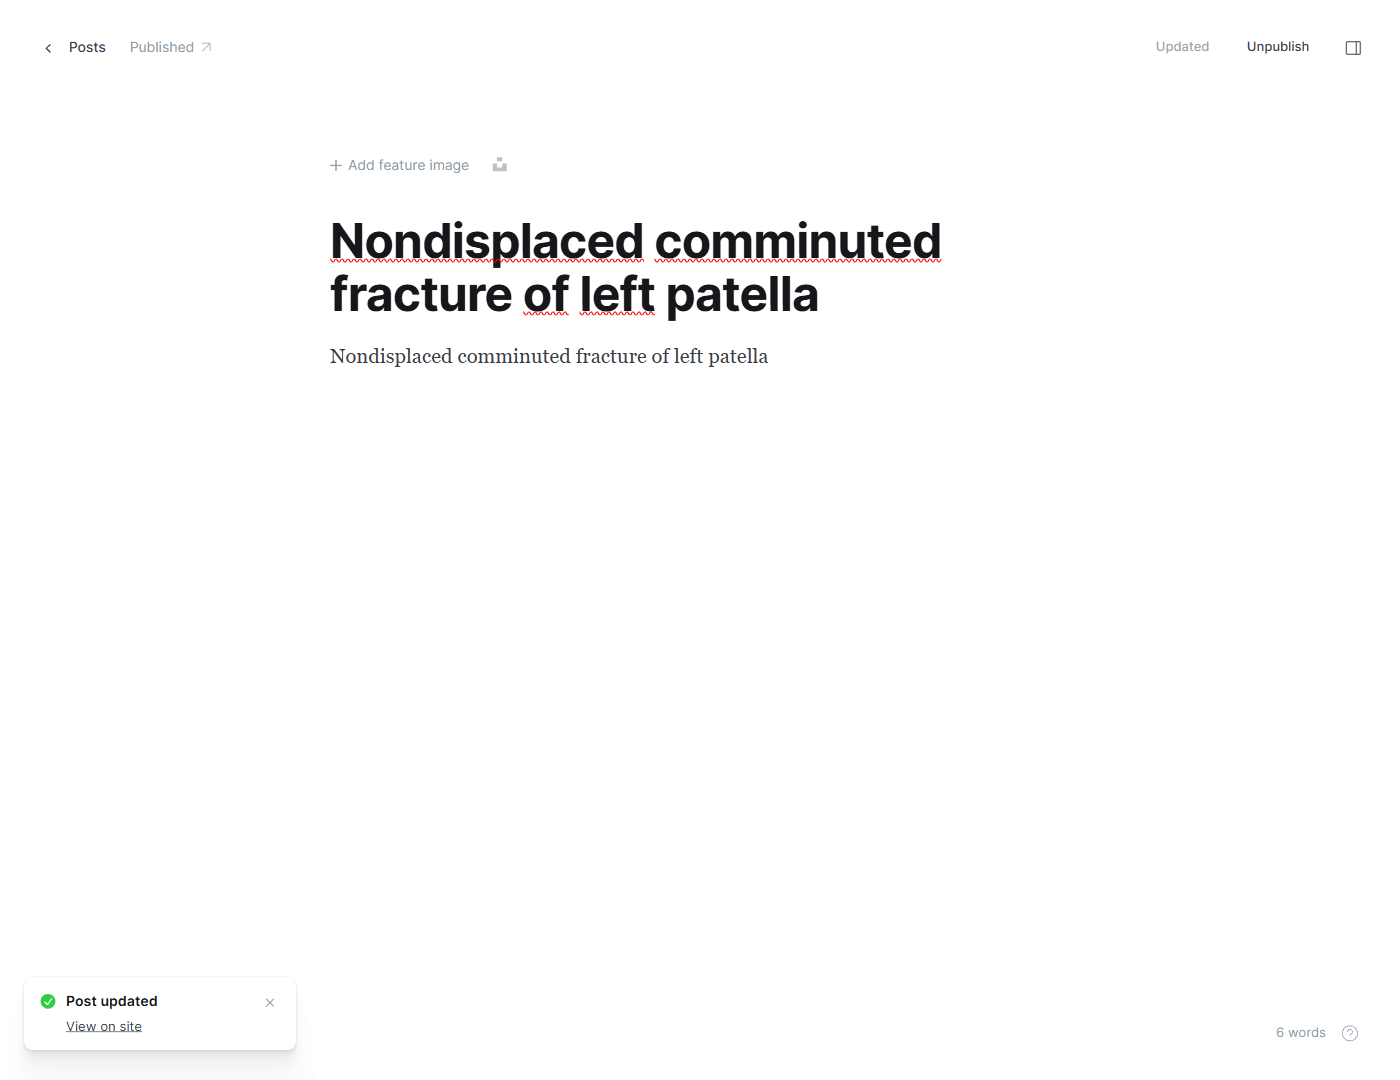 Posts Published Updated Unpublish
Add feature image
Nondisplaced comminuted
fracture of left patella
Nondisplaced comminuted fracture of left patella
Post updated
View on site
6 words